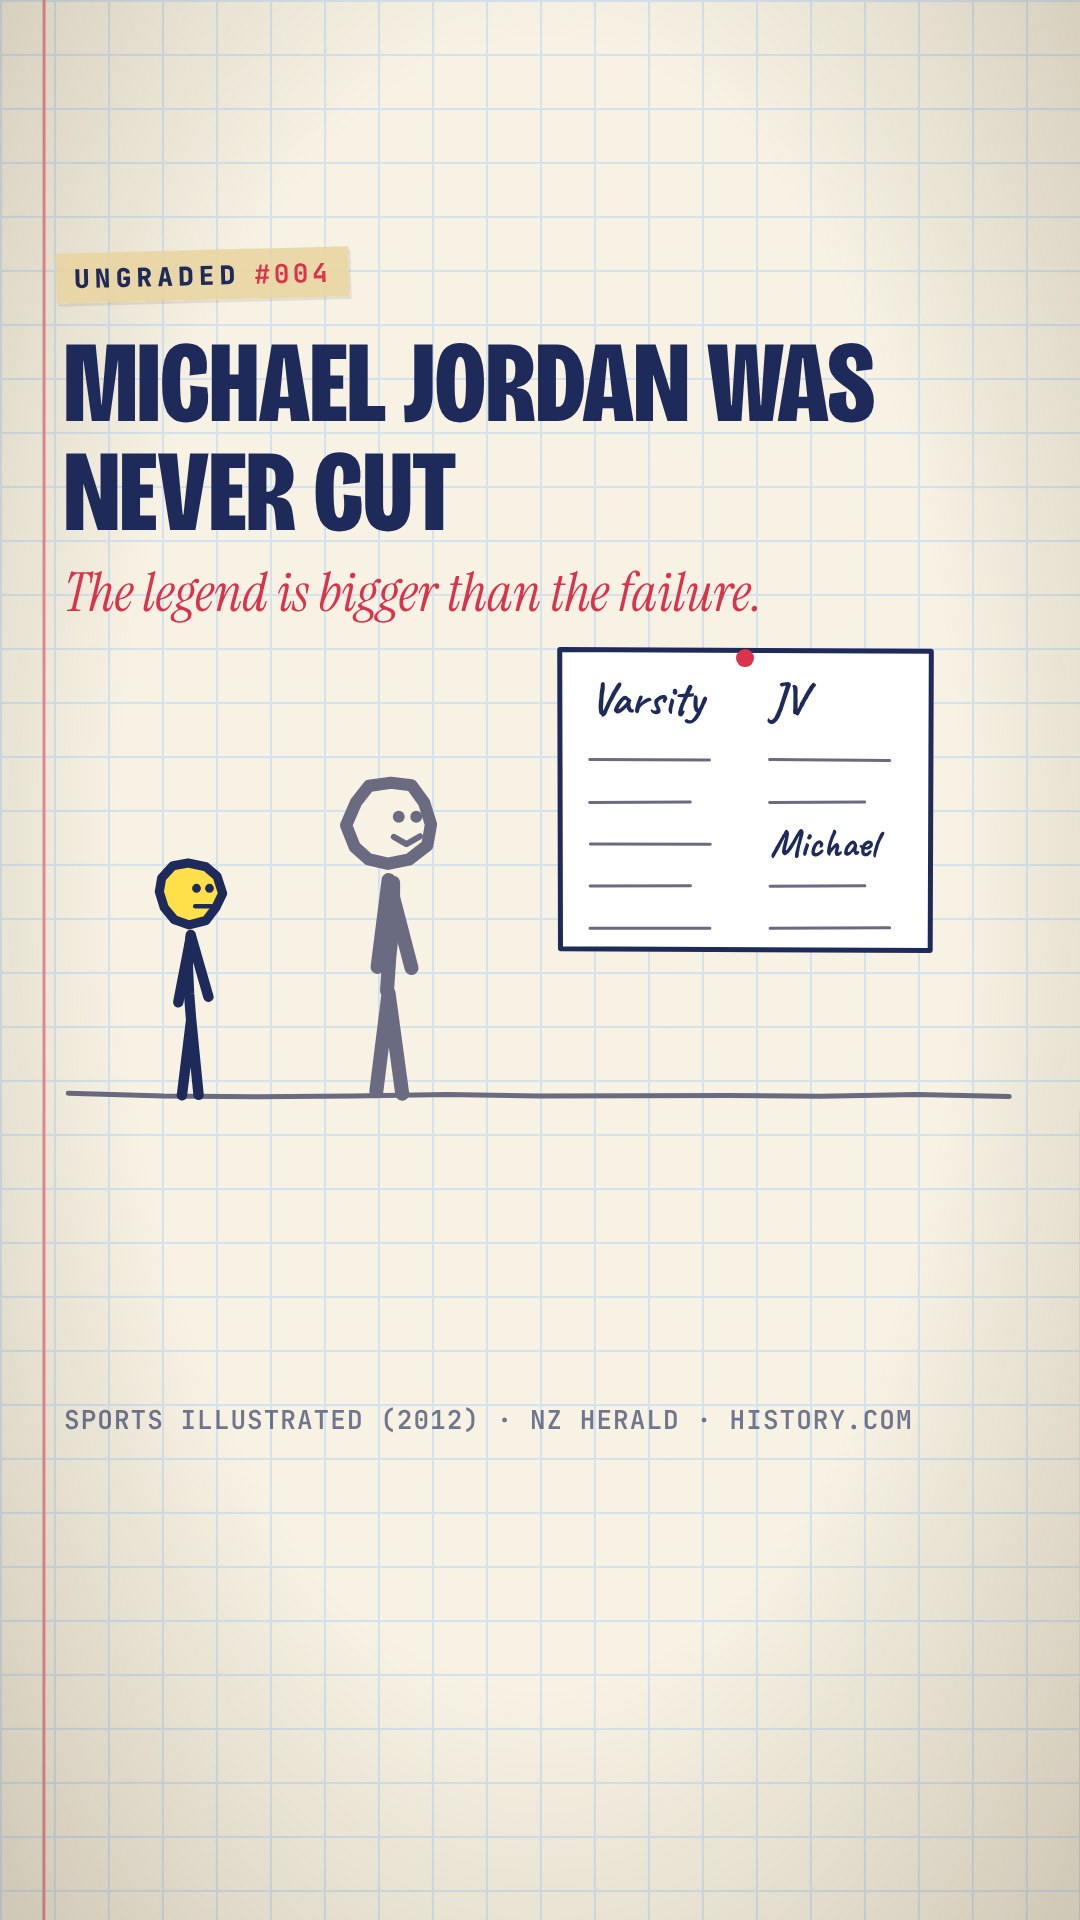 UNGRADED #004
MICHAEL JORDAN WAS
NEVER CUT
The legend is bigger than the failure.
Varsity JV
Michael
SPORTS ILLUSTRATED (2012) · NZ HERALD · HISTORY.COM